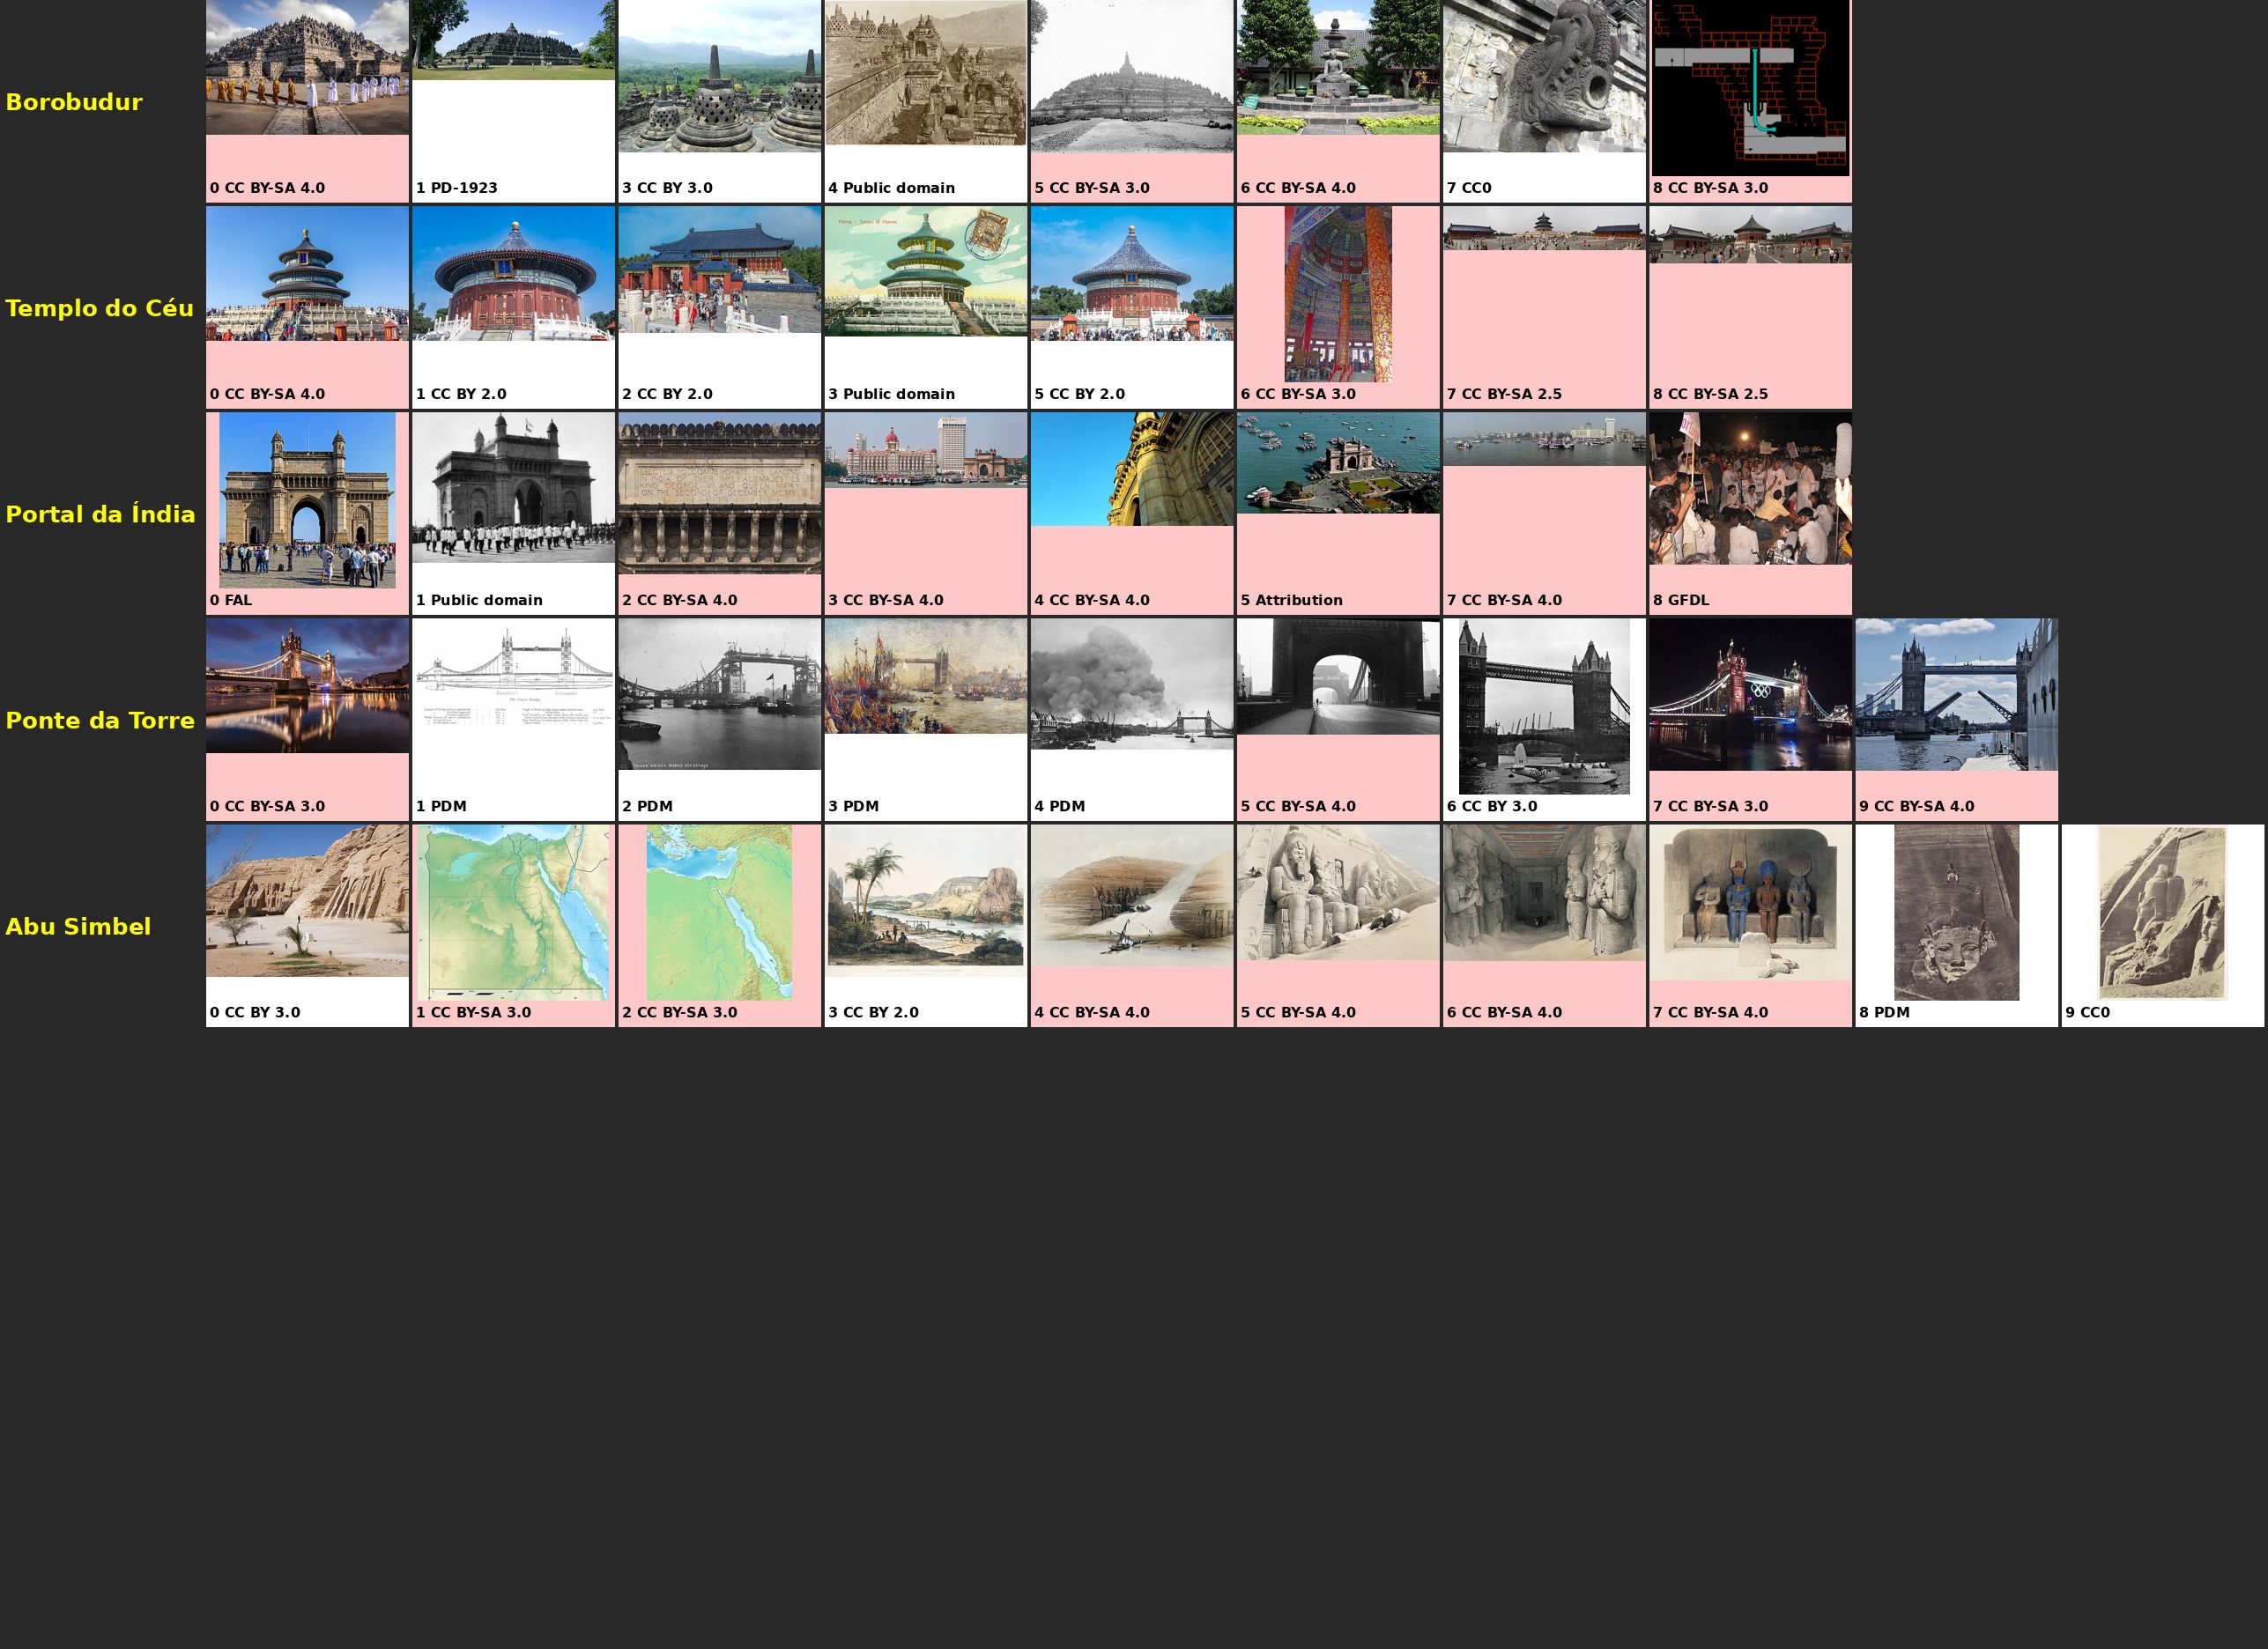 Borobudur
0 CC BY-SA 4.0
1 PD-1923
3 CC BY 3.0
4 Public domain
5 CC BY-SA 3.0
6 CC BY-SA 4.0
7 CC0
8 CC BY-SA 3.0
Templo do Céu
0 CC BY-SA 4.0
1 CC BY 2.0
2 CC BY 2.0
3 Public domain
5 CC BY 2.0
6 CC BY-SA 3.0
7 CC BY-SA 2.5
8 CC BY-SA 2.5
Portal da Índia
0 FAL
1 Public domain
2 CC BY-SA 4.0
3 CC BY-SA 4.0
4 CC BY-SA 4.0
5 Attribution
7 CC BY-SA 4.0
8 GFDL
Ponte da Torre
0 CC BY-SA 3.0
1 PDM
2 PDM
3 PDM
4 PDM
5 CC BY-SA 4.0
6 CC BY 3.0
7 CC BY-SA 3.0
9 CC BY-SA 4.0
Abu Simbel
0 CC BY 3.0
1 CC BY-SA 3.0
2 CC BY-SA 3.0
3 CC BY 2.0
4 CC BY-SA 4.0
5 CC BY-SA 4.0
6 CC BY-SA 4.0
7 CC BY-SA 4.0
8 PDM
9 CC0